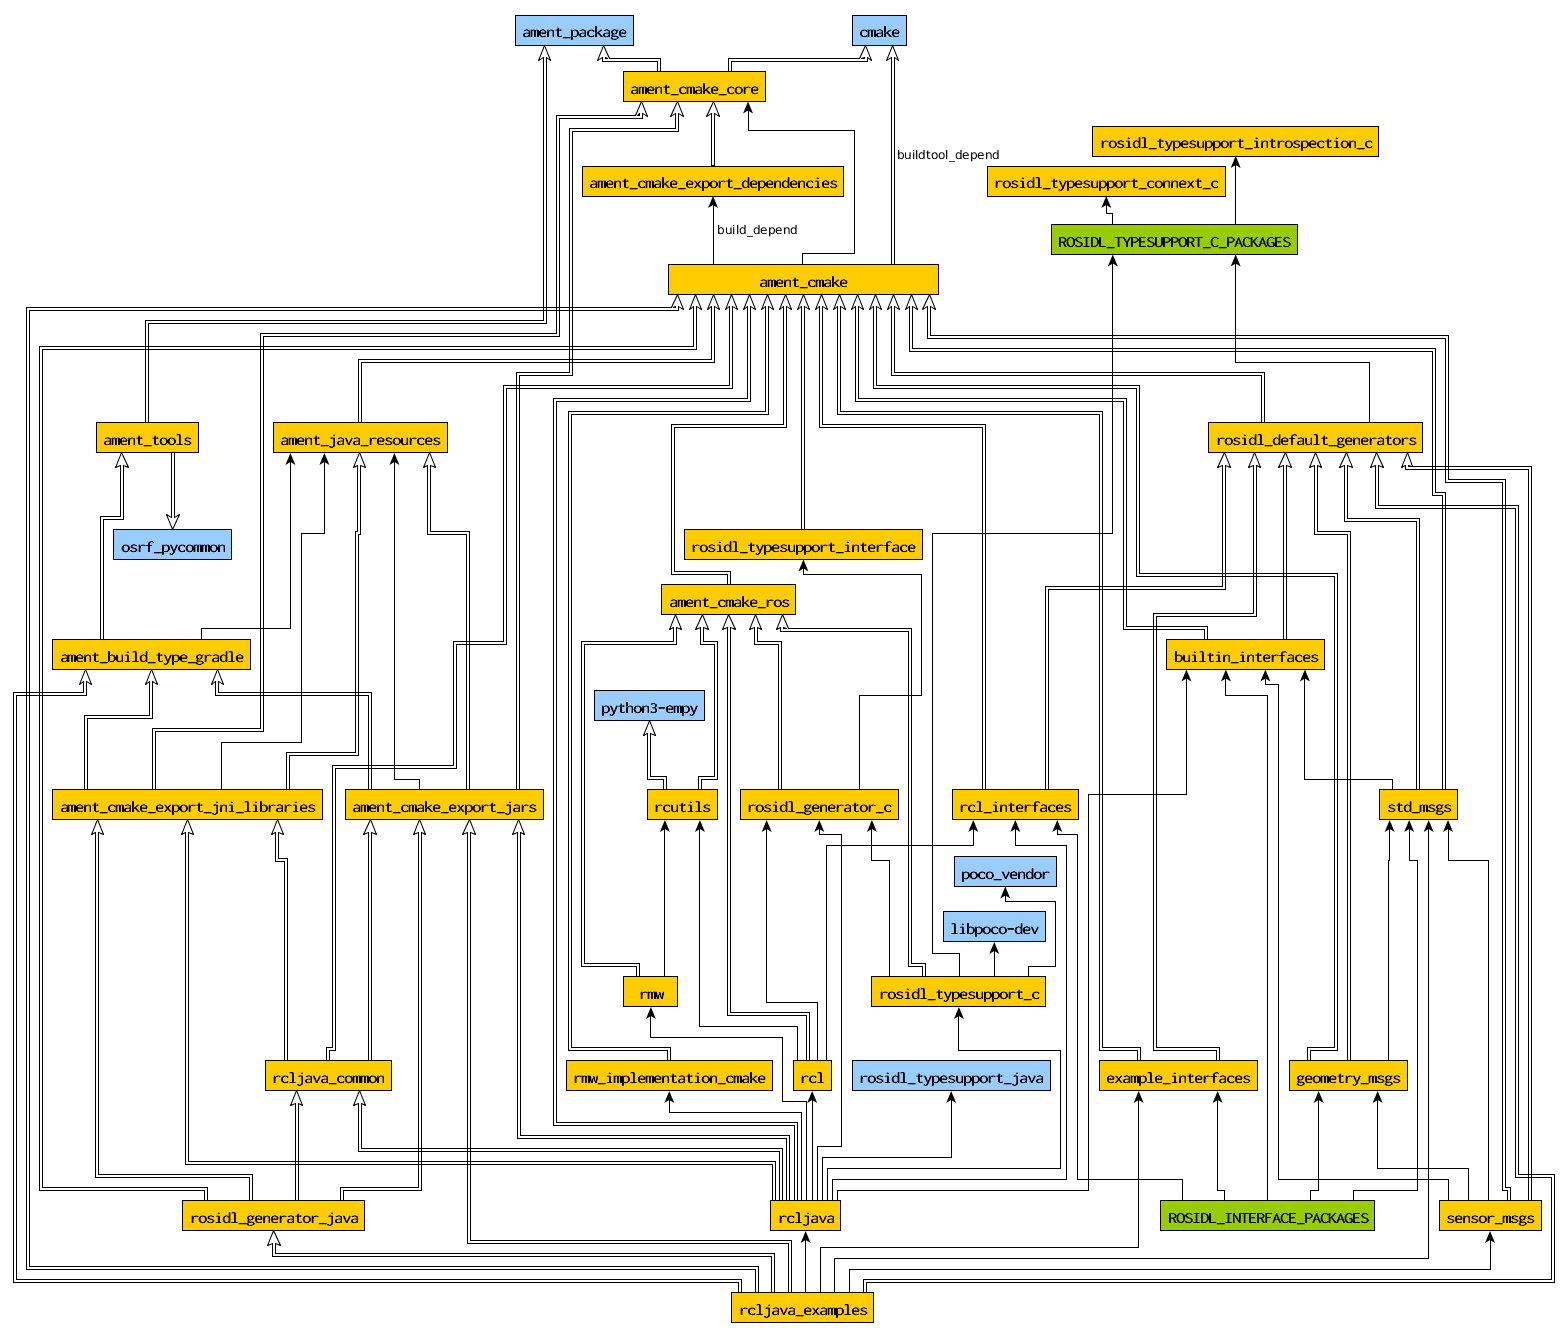 ament_package
cmake
ament_cmake_core
rosidl_typesupport_introspection_c
buildtool_depend
ament_cmake_export_dependencies
rosidl_typesupport_connext_c
build_depend
ROSIDL_TYPESUPPORT_C_PACKAGES
ament_cmake
ament_tools
ament_java_resources
rosidl_default_generators
osrf_pycommon
rosidl_typesupport_interface
ament_cmake_ros
ament_build_type_gradle
builtin_interfaces
python3-empy
ament_cmake_export_jni_libraries
ament_cmake_export_jars
rcutils
rosidl_generator_c
rcl_interfaces
std_msgs
poco_vendor
libpoco-dev
rmw
rosidl_typesupport_c
rcljava_common
rmw_implementation_cmake
rcl
rosidl_typesupport_java
example_interfaces
geometry_msgs
rosidl_generator_java
rcljava
ROSIDL_INTERFACE_PACKAGES
sensor_msgs
rcljava_examples